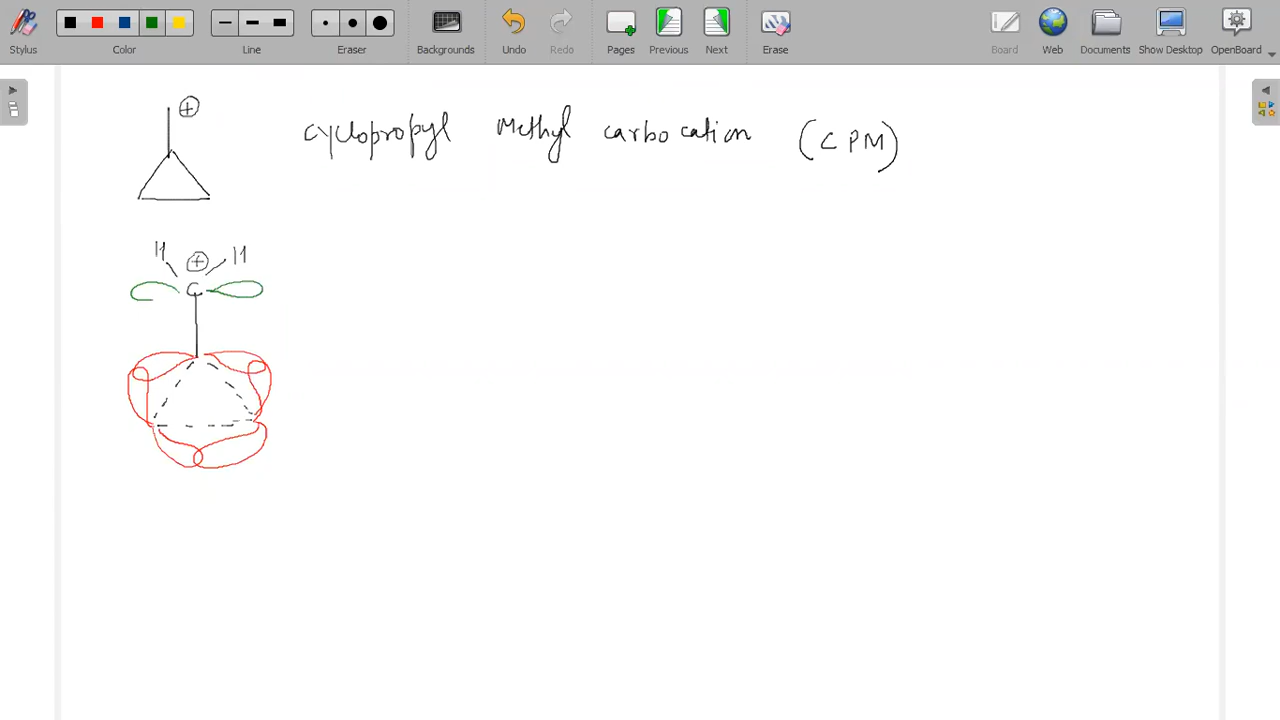 Stylus Color Line Eraser Backgrounds Undo Redo Pages Previous Next Erase Board Web Documents Show Desktop OpenBoard
⊕ cyclopropyl Methyl carbocation (CPM)
H ⊕ H
C